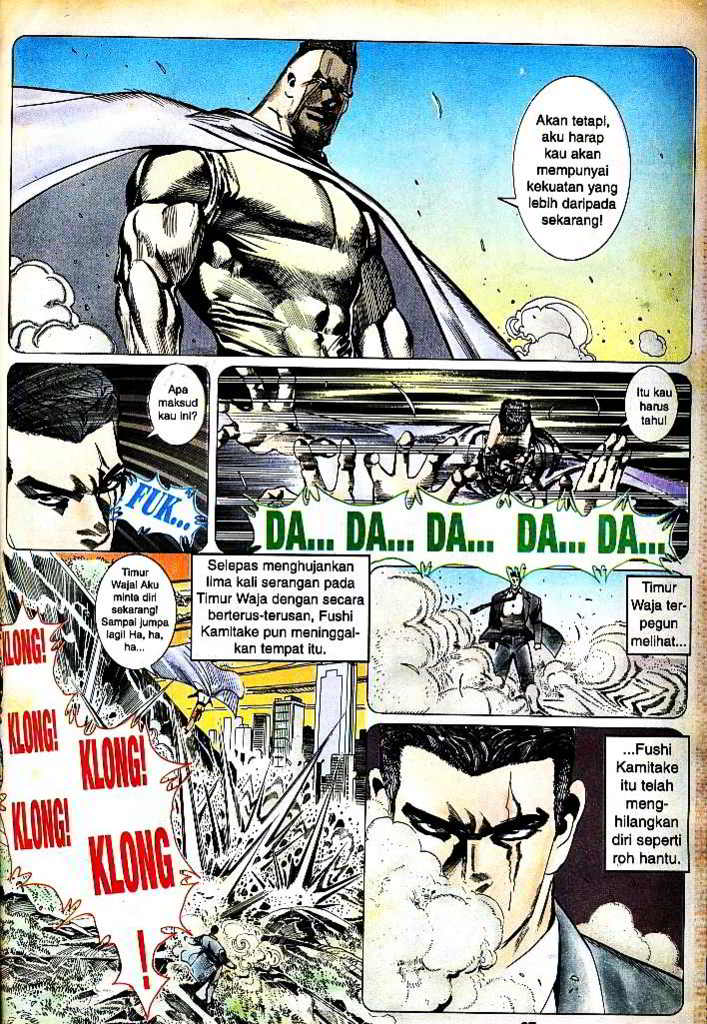 Akan tetapi,
aku harap
kau akan
mempunyai
kekuatan yang
lebih daripada
sekarang!
Apa
maksud
kau ini?
FUK...
Itu kau
harus
tahu!
DA... DA... DA... DA... DA...
Timur
Waja! Aku
minta diri
sekarang!
Sampai jumpa
lagi! Ha, ha,
ha...
Selepas menghujankan
lima kali serangan pada
Timur Waja dengan secara
berterus-terusan, Fushi
Kamitake pun meninggal-
kan tempat itu.
Timur
Waja ter-
pegun
melihat...
KLONG!
KLONG!
KLONG!
KLONG!
KLONG
!
...Fushi
Kamitake
itu telah
meng-
hilangkan
diri seperti
roh hantu.